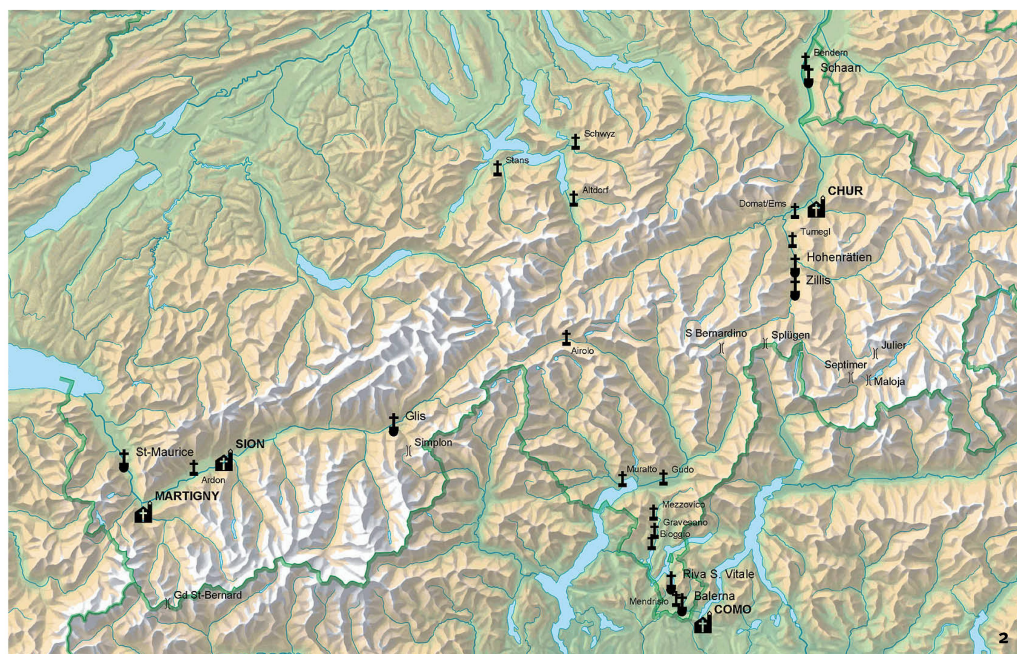 Bendern
Schaan
Schwyz
Stans
Altdorf
CHUR
Domat/Ems
Tumegl
Hohenrätien
Zillis
S Bernardino
Splügen
Julier
Airolo
Septimer
Maloja
Glis
Simplon
SION
St-Maurice
Ardon
MARTIGNY
Muralto
Gudo
Mezzovico
Gravesano
Bioggio
Riva S. Vitale
Mendrisio
Balerna
COMO
Gd St-Bernard
2